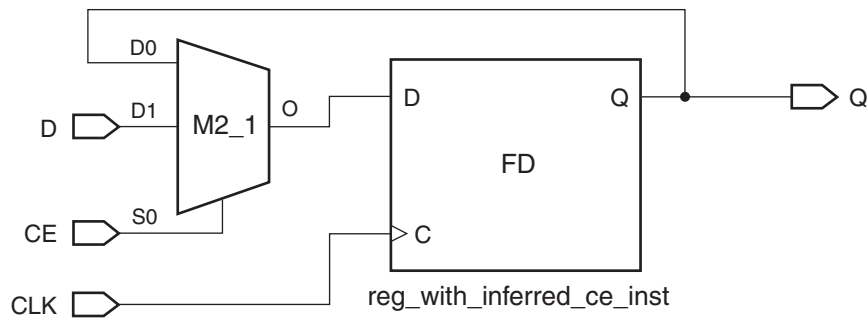 D0
D
D1
M2_1
O
D
Q
Q
FD
CE
S0
C
CLK
reg_with_inferred_ce_inst